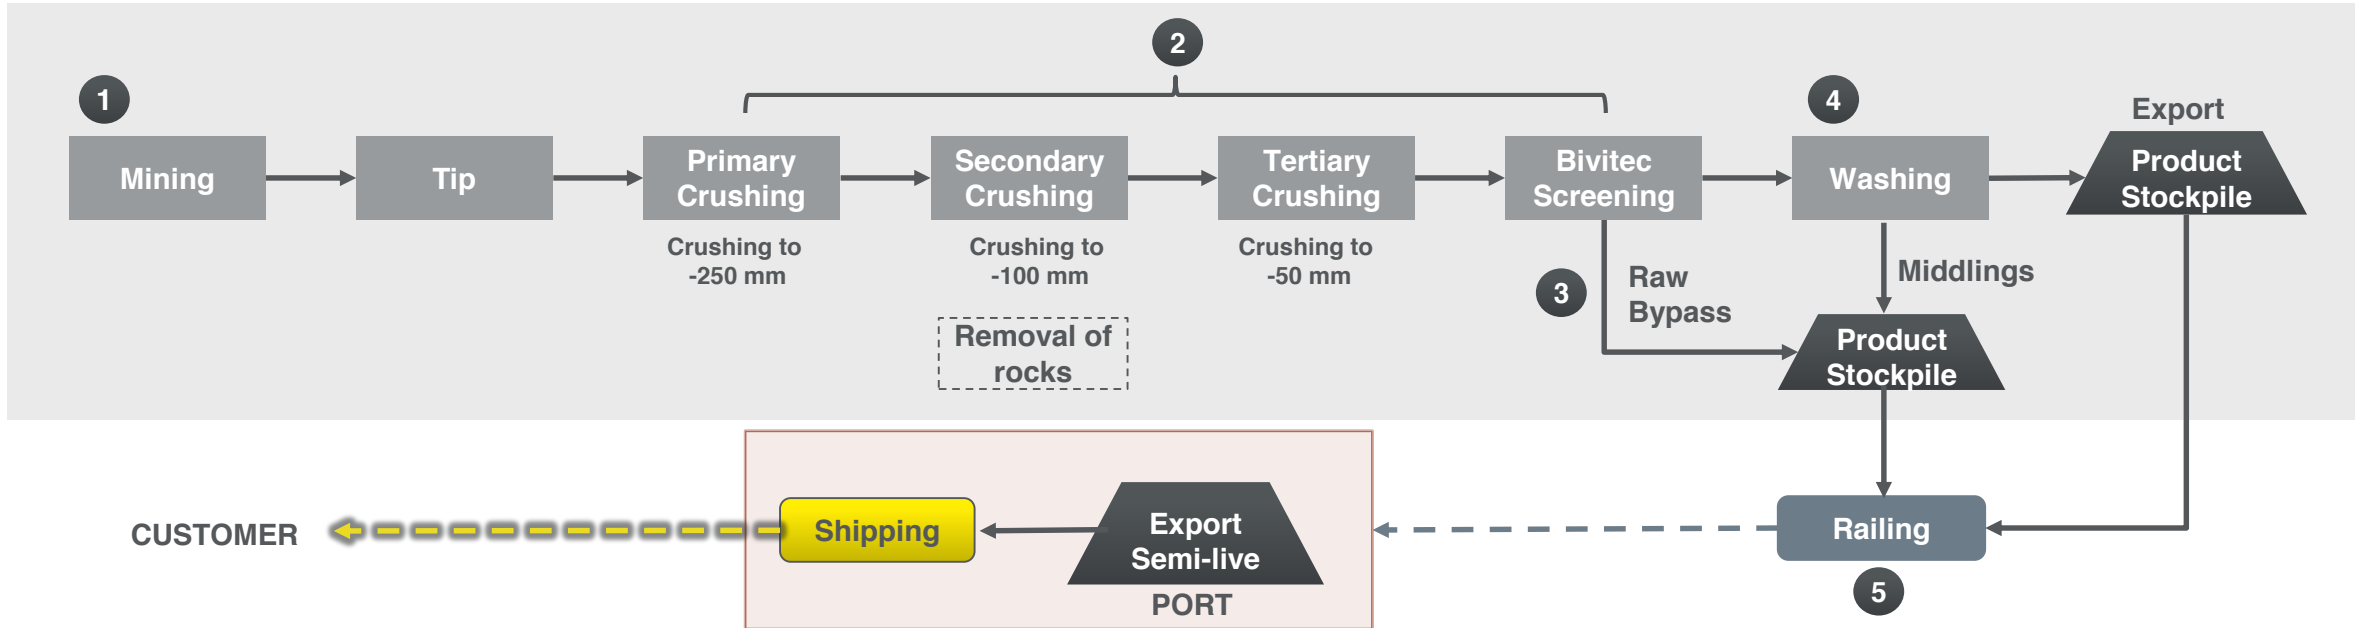 2
1
4
Export
Mining
Tip
Primary
Crushing
Secondary
Crushing
Tertiary
Crushing
Bivitec
Screening
Washing
Product
Stockpile
Crushing to
-250 mm
Crushing to
-100 mm
Crushing to
-50 mm
3
Raw
Bypass
Middlings
Removal of
rocks
Product
Stockpile
CUSTOMER
Shipping
Export
Semi-live
PORT
Railing
5